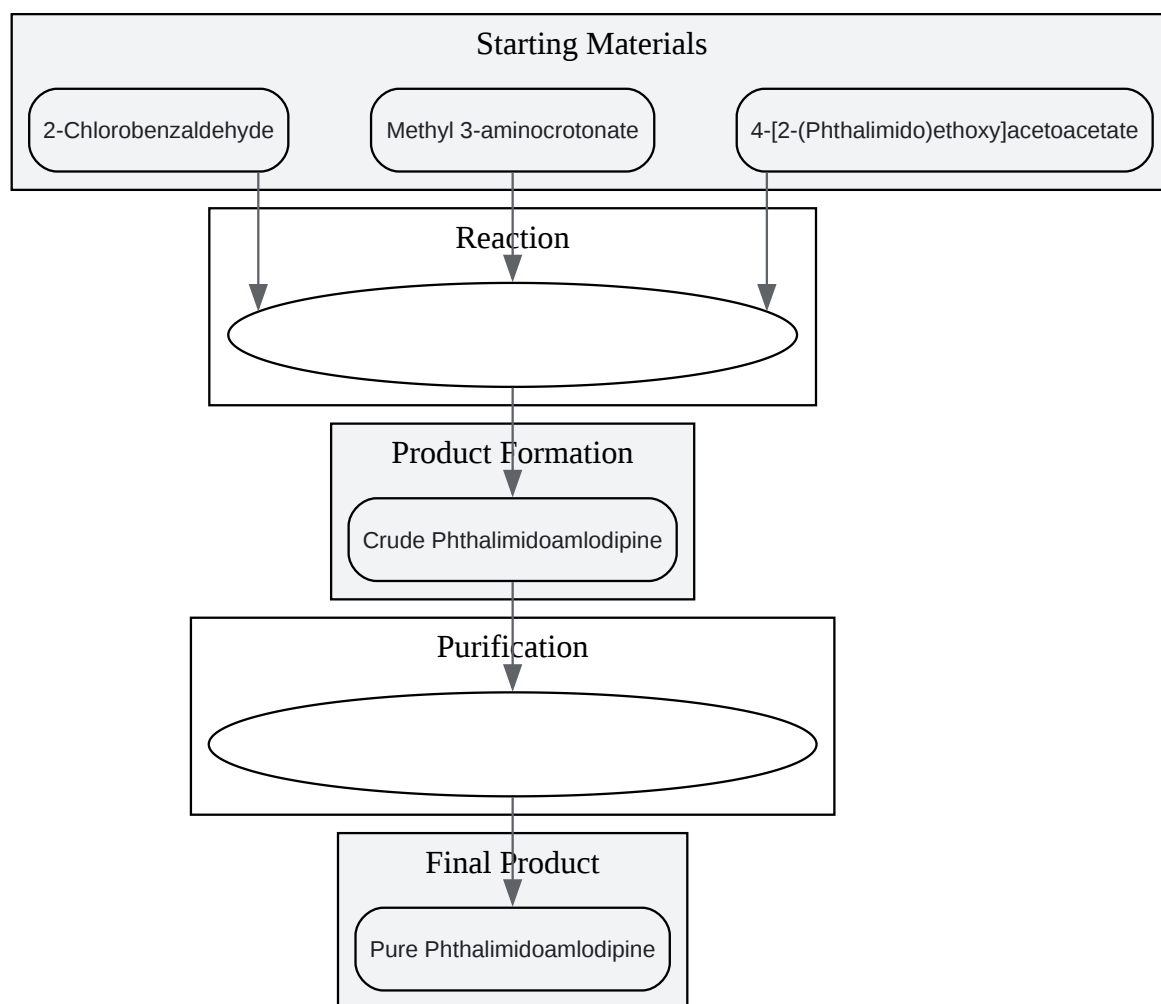 Starting Materials
2-Chlorobenzaldehyde
Methyl 3-aminocrotonate
4-[2-(Phthalimido)ethoxy]acetoacetate
Reaction
Product Formation
Crude Phthalimidoamlodipine
Purification
Final Product
Pure Phthalimidoamlodipine